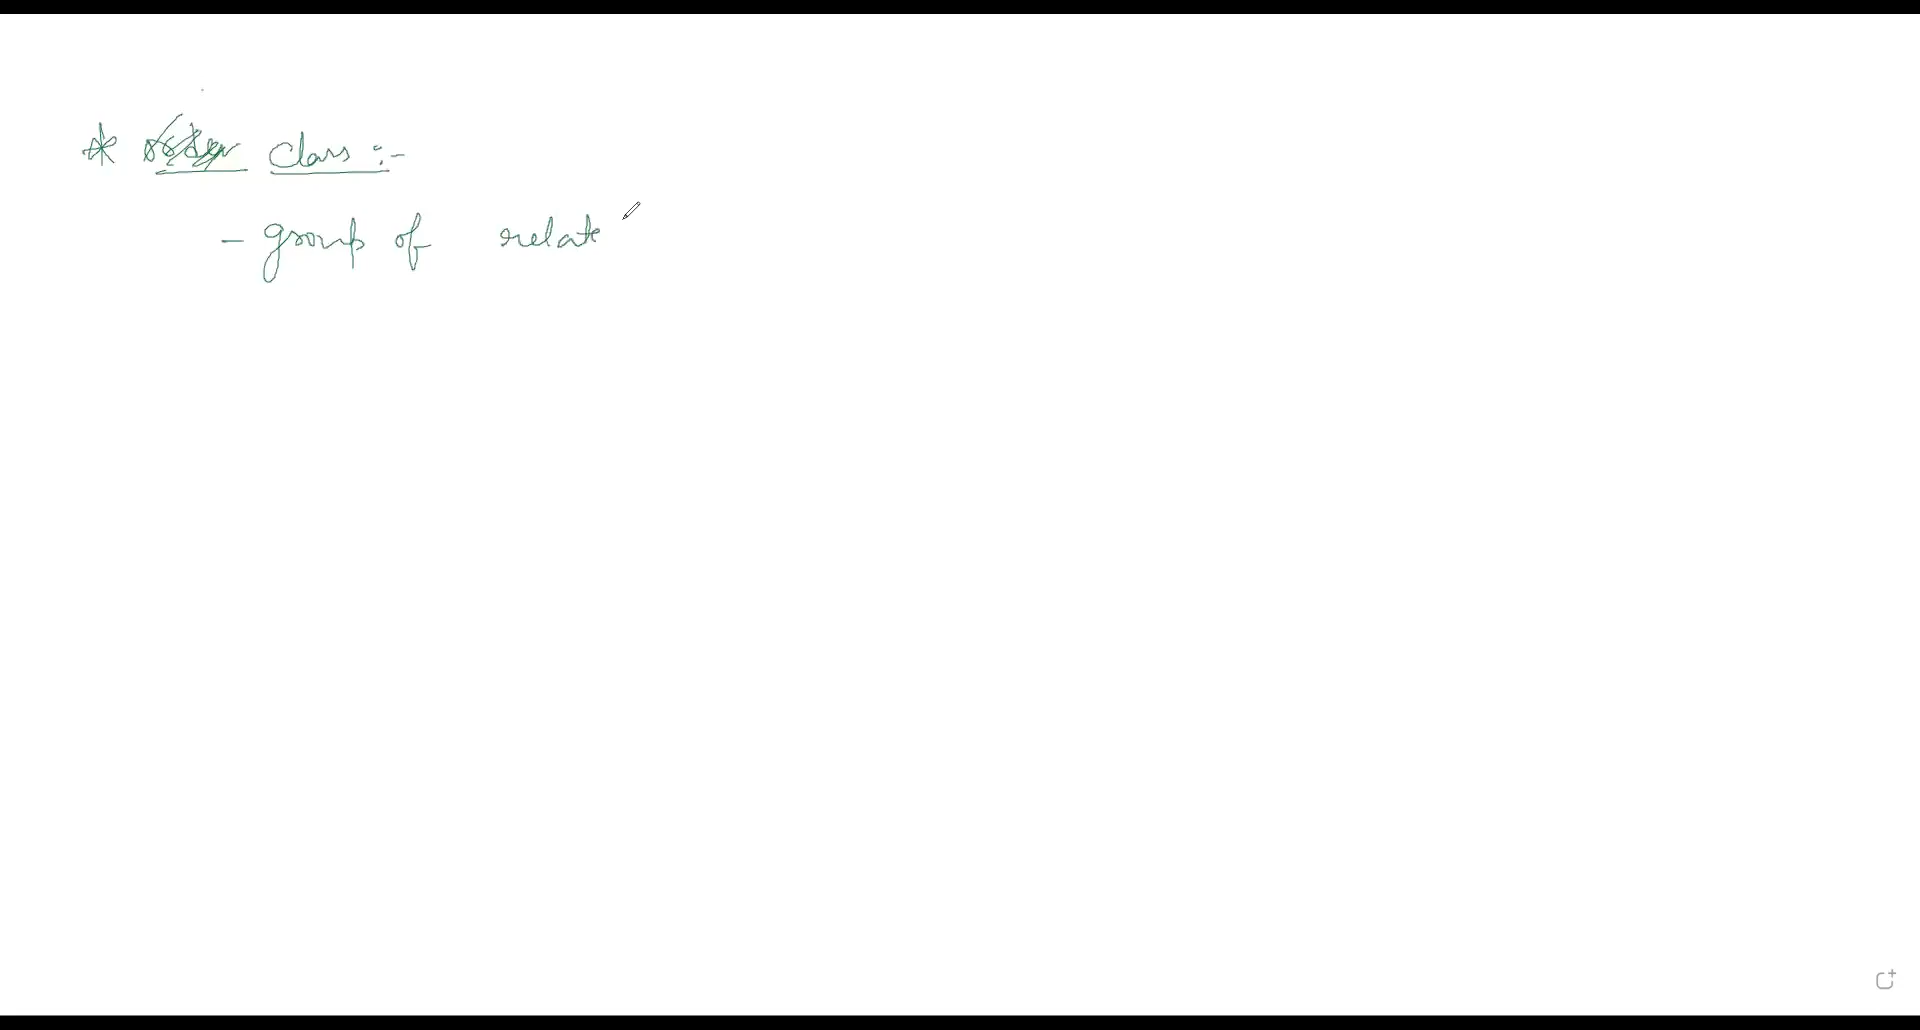 * Class :-
- group of relate